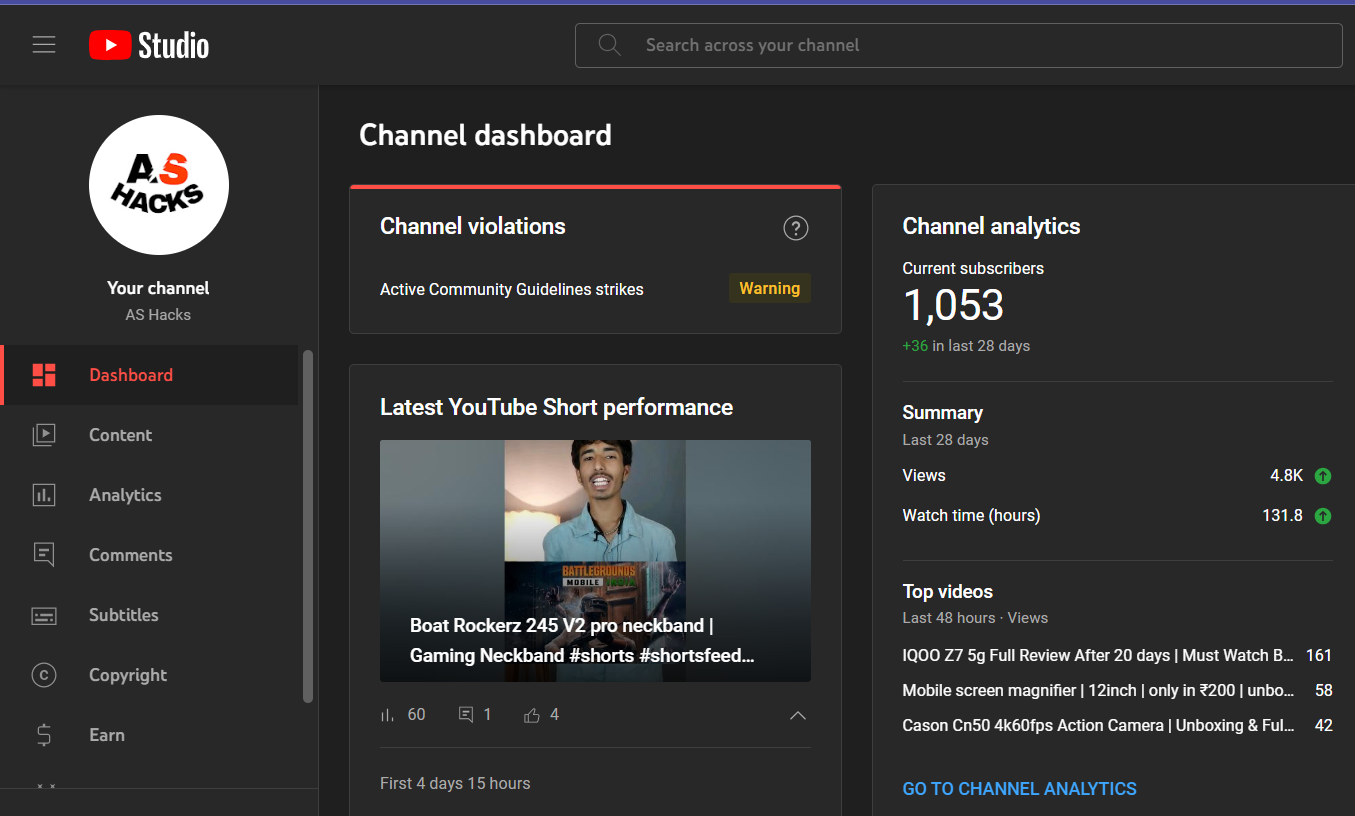 Studio
Search across your channel
AS
HACKS
Your channel
AS Hacks
Dashboard
Content
Analytics
Comments
Subtitles
Copyright
Earn
Channel dashboard
Channel violations
?
Active Community Guidelines strikes
Warning
Latest YouTube Short performance
BATTLEGROUNDS
MOBILE INDIA
Boat Rockerz 245 V2 pro neckband |
Gaming Neckband #shorts #shortsfeed...
60 1 4
First 4 days 15 hours
Channel analytics
Current subscribers
1,053
+36 in last 28 days
Summary
Last 28 days
Views 4.8K
Watch time (hours) 131.8
Top videos
Last 48 hours · Views
IQOO Z7 5g Full Review After 20 days | Must Watch B... 161
Mobile screen magnifier | 12inch | only in ₹200 | unbo... 58
Cason Cn50 4k60fps Action Camera | Unboxing & Ful... 42
GO TO CHANNEL ANALYTICS